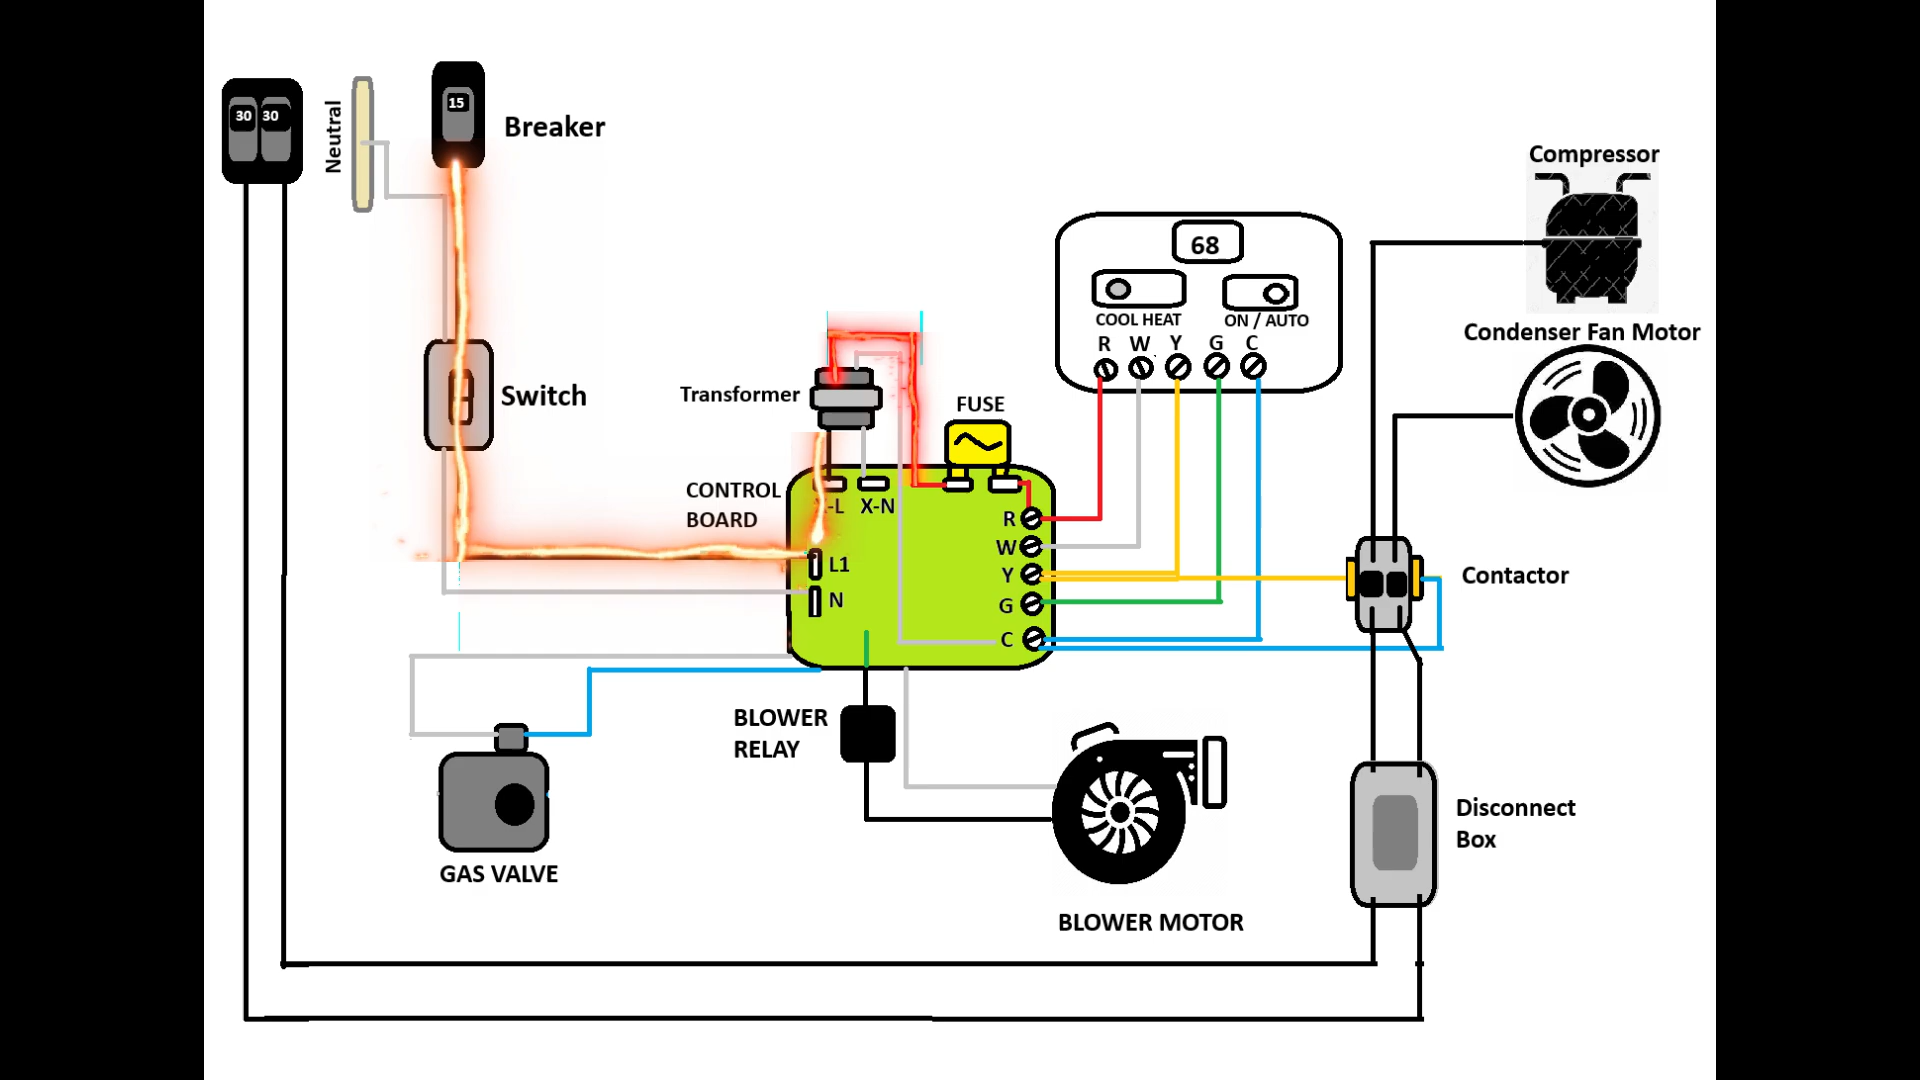 30 30
Neutral
15
Breaker
Switch
Transformer
FUSE
68
COOL HEAT
ON / AUTO
R W Y G C
Compressor
Condenser Fan Motor
CONTROL
BOARD
-L X-N
L1
N
R
W
Y
G
C
Contactor
BLOWER
RELAY
GAS VALVE
BLOWER MOTOR
Disconnect
Box